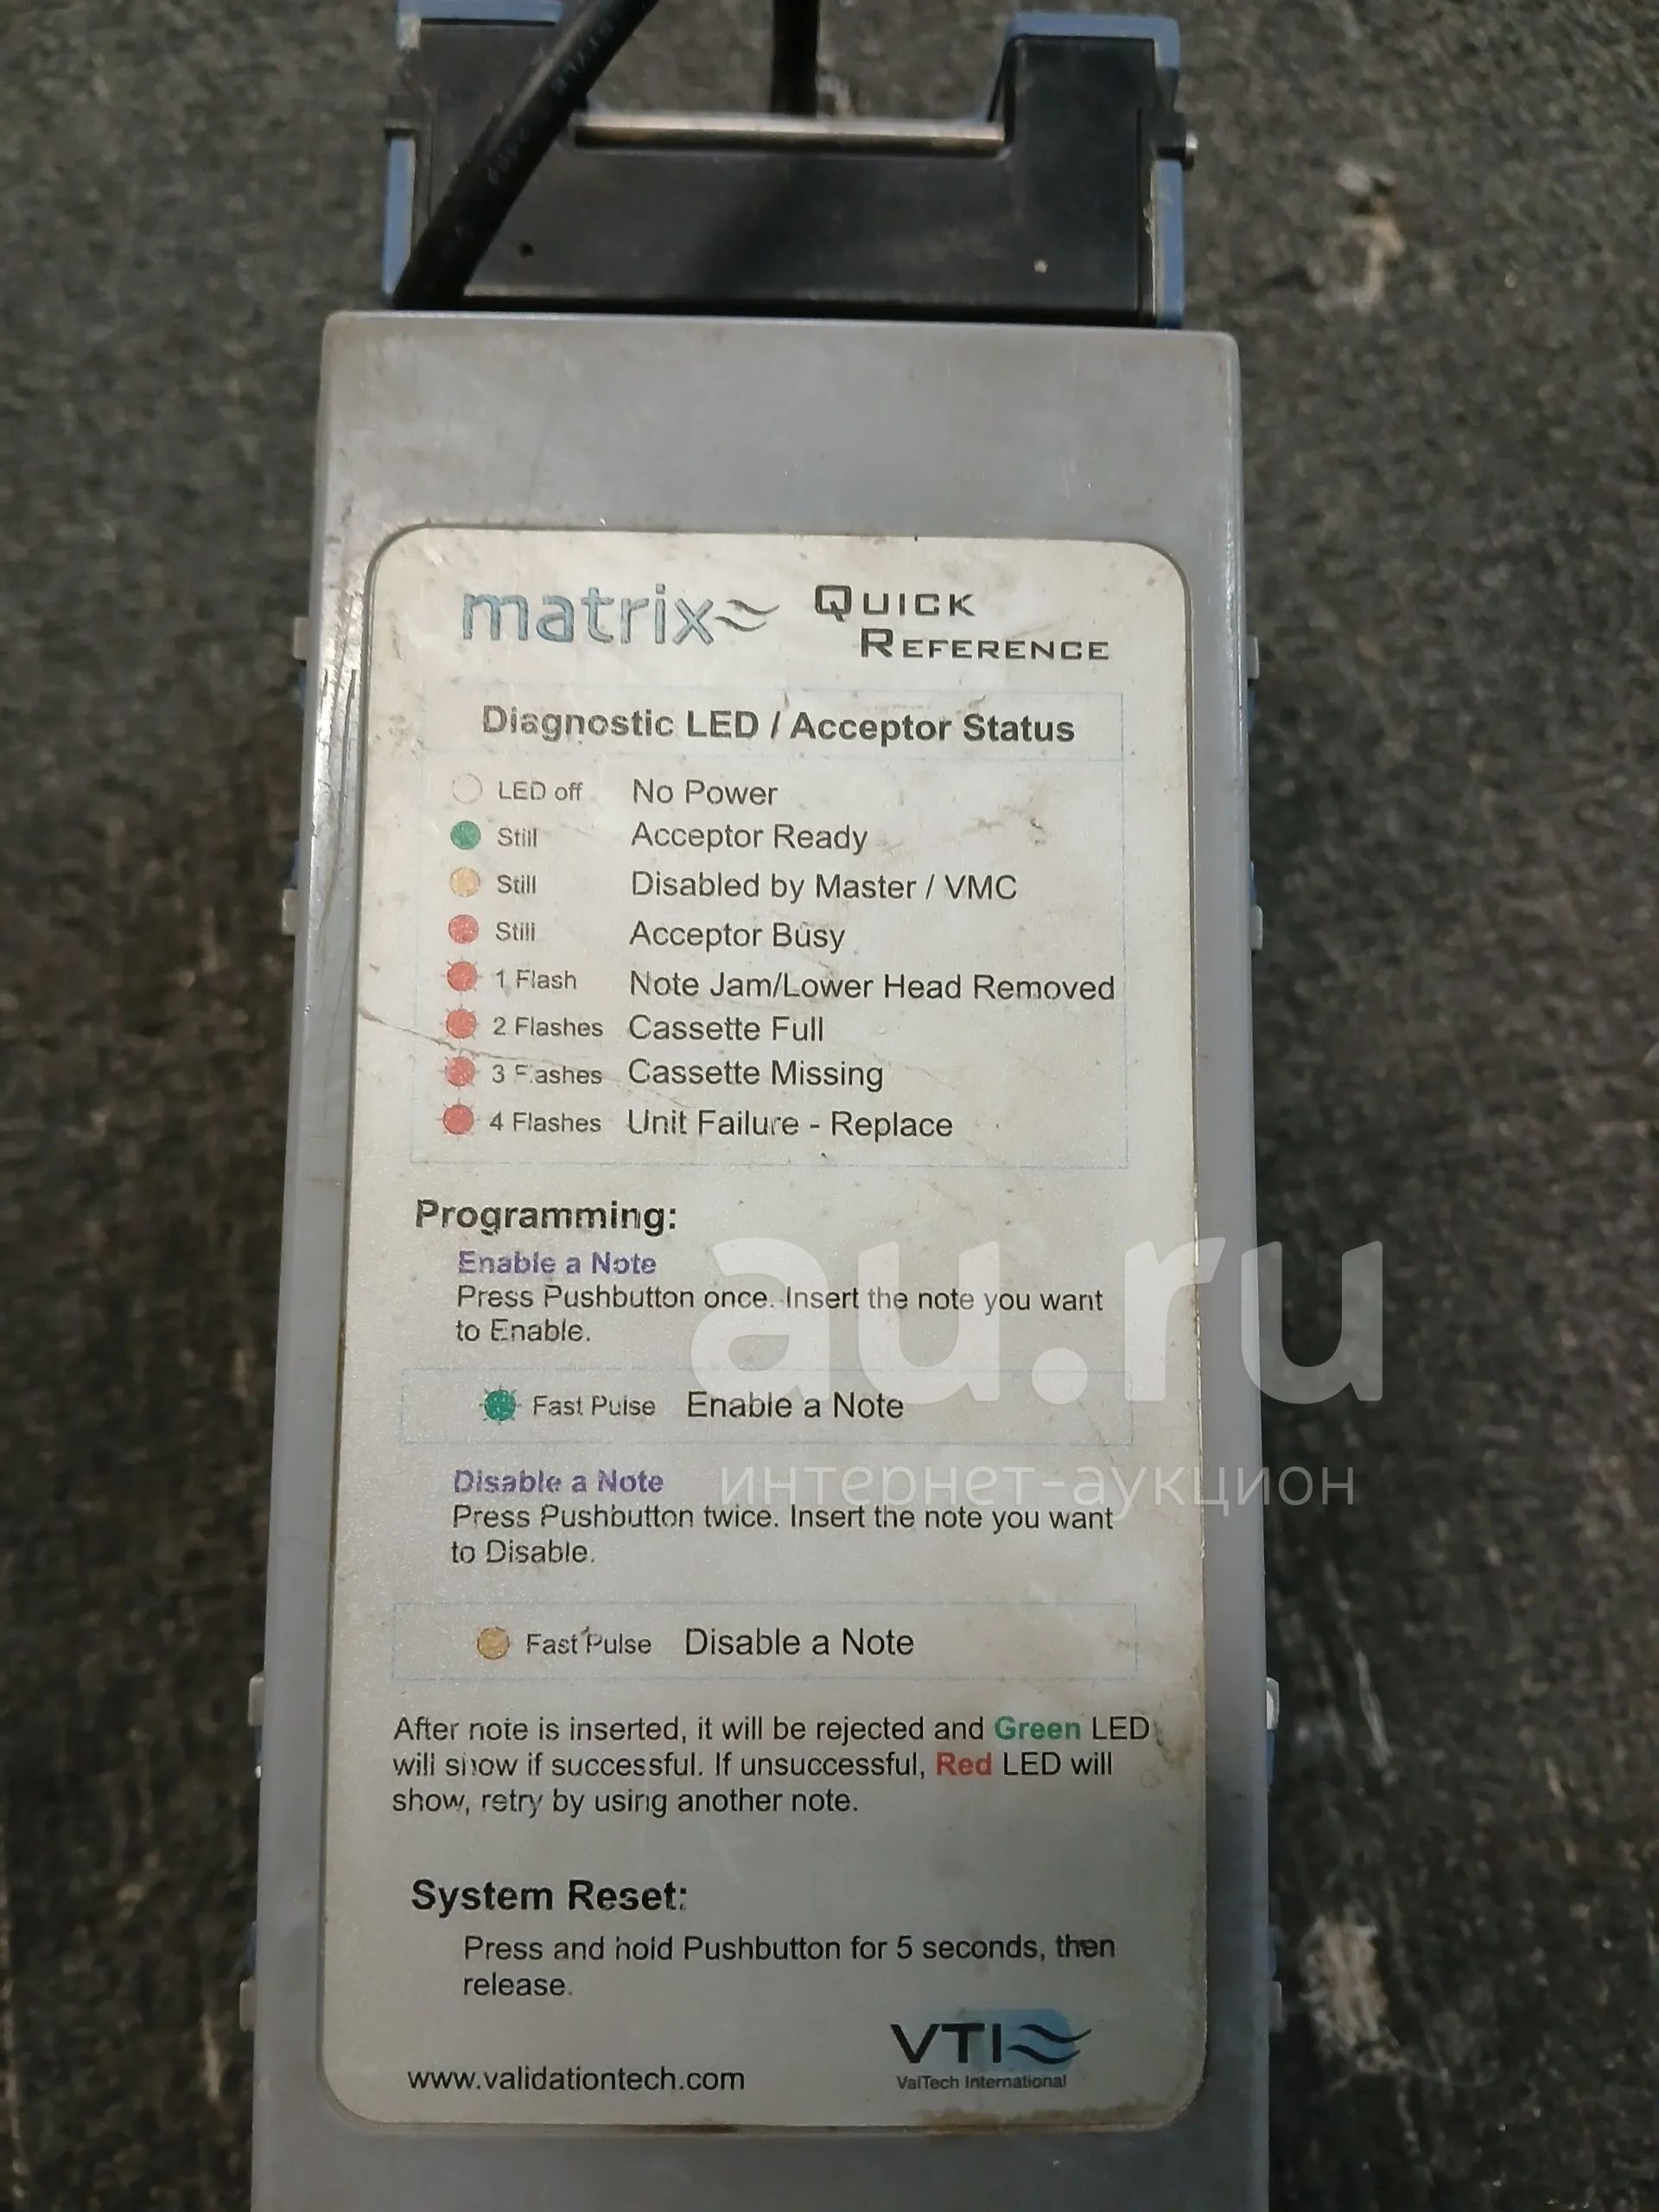 matrix QUICK
REFERENCE
Diagnostic LED / Acceptor Status
LED off No Power
Still Acceptor Ready
Still Disabled by Master / VMC
Still Acceptor Busy
1 Flash Note Jam/Lower Head Removed
2 Flashes Cassette Full
3 Flashes Cassette Missing
4 Flashes Unit Failure - Replace
Programming:
Enable a Note
Press Pushbutton once. Insert the note you want
to Enable.
au.ru
Fast Pulse Enable a Note
Disable a Note
интернет-аукцион
Press Pushbutton twice. Insert the note you want
to Disable.
Fast Pulse Disable a Note
After note is inserted, it will be rejected and Green LED
will show if successful. If unsuccessful, Red LED will
show, retry by using another note.
System Reset:
Press and hold Pushbutton for 5 seconds, then
release.
VTI
www.validationtech.com
ValTech International